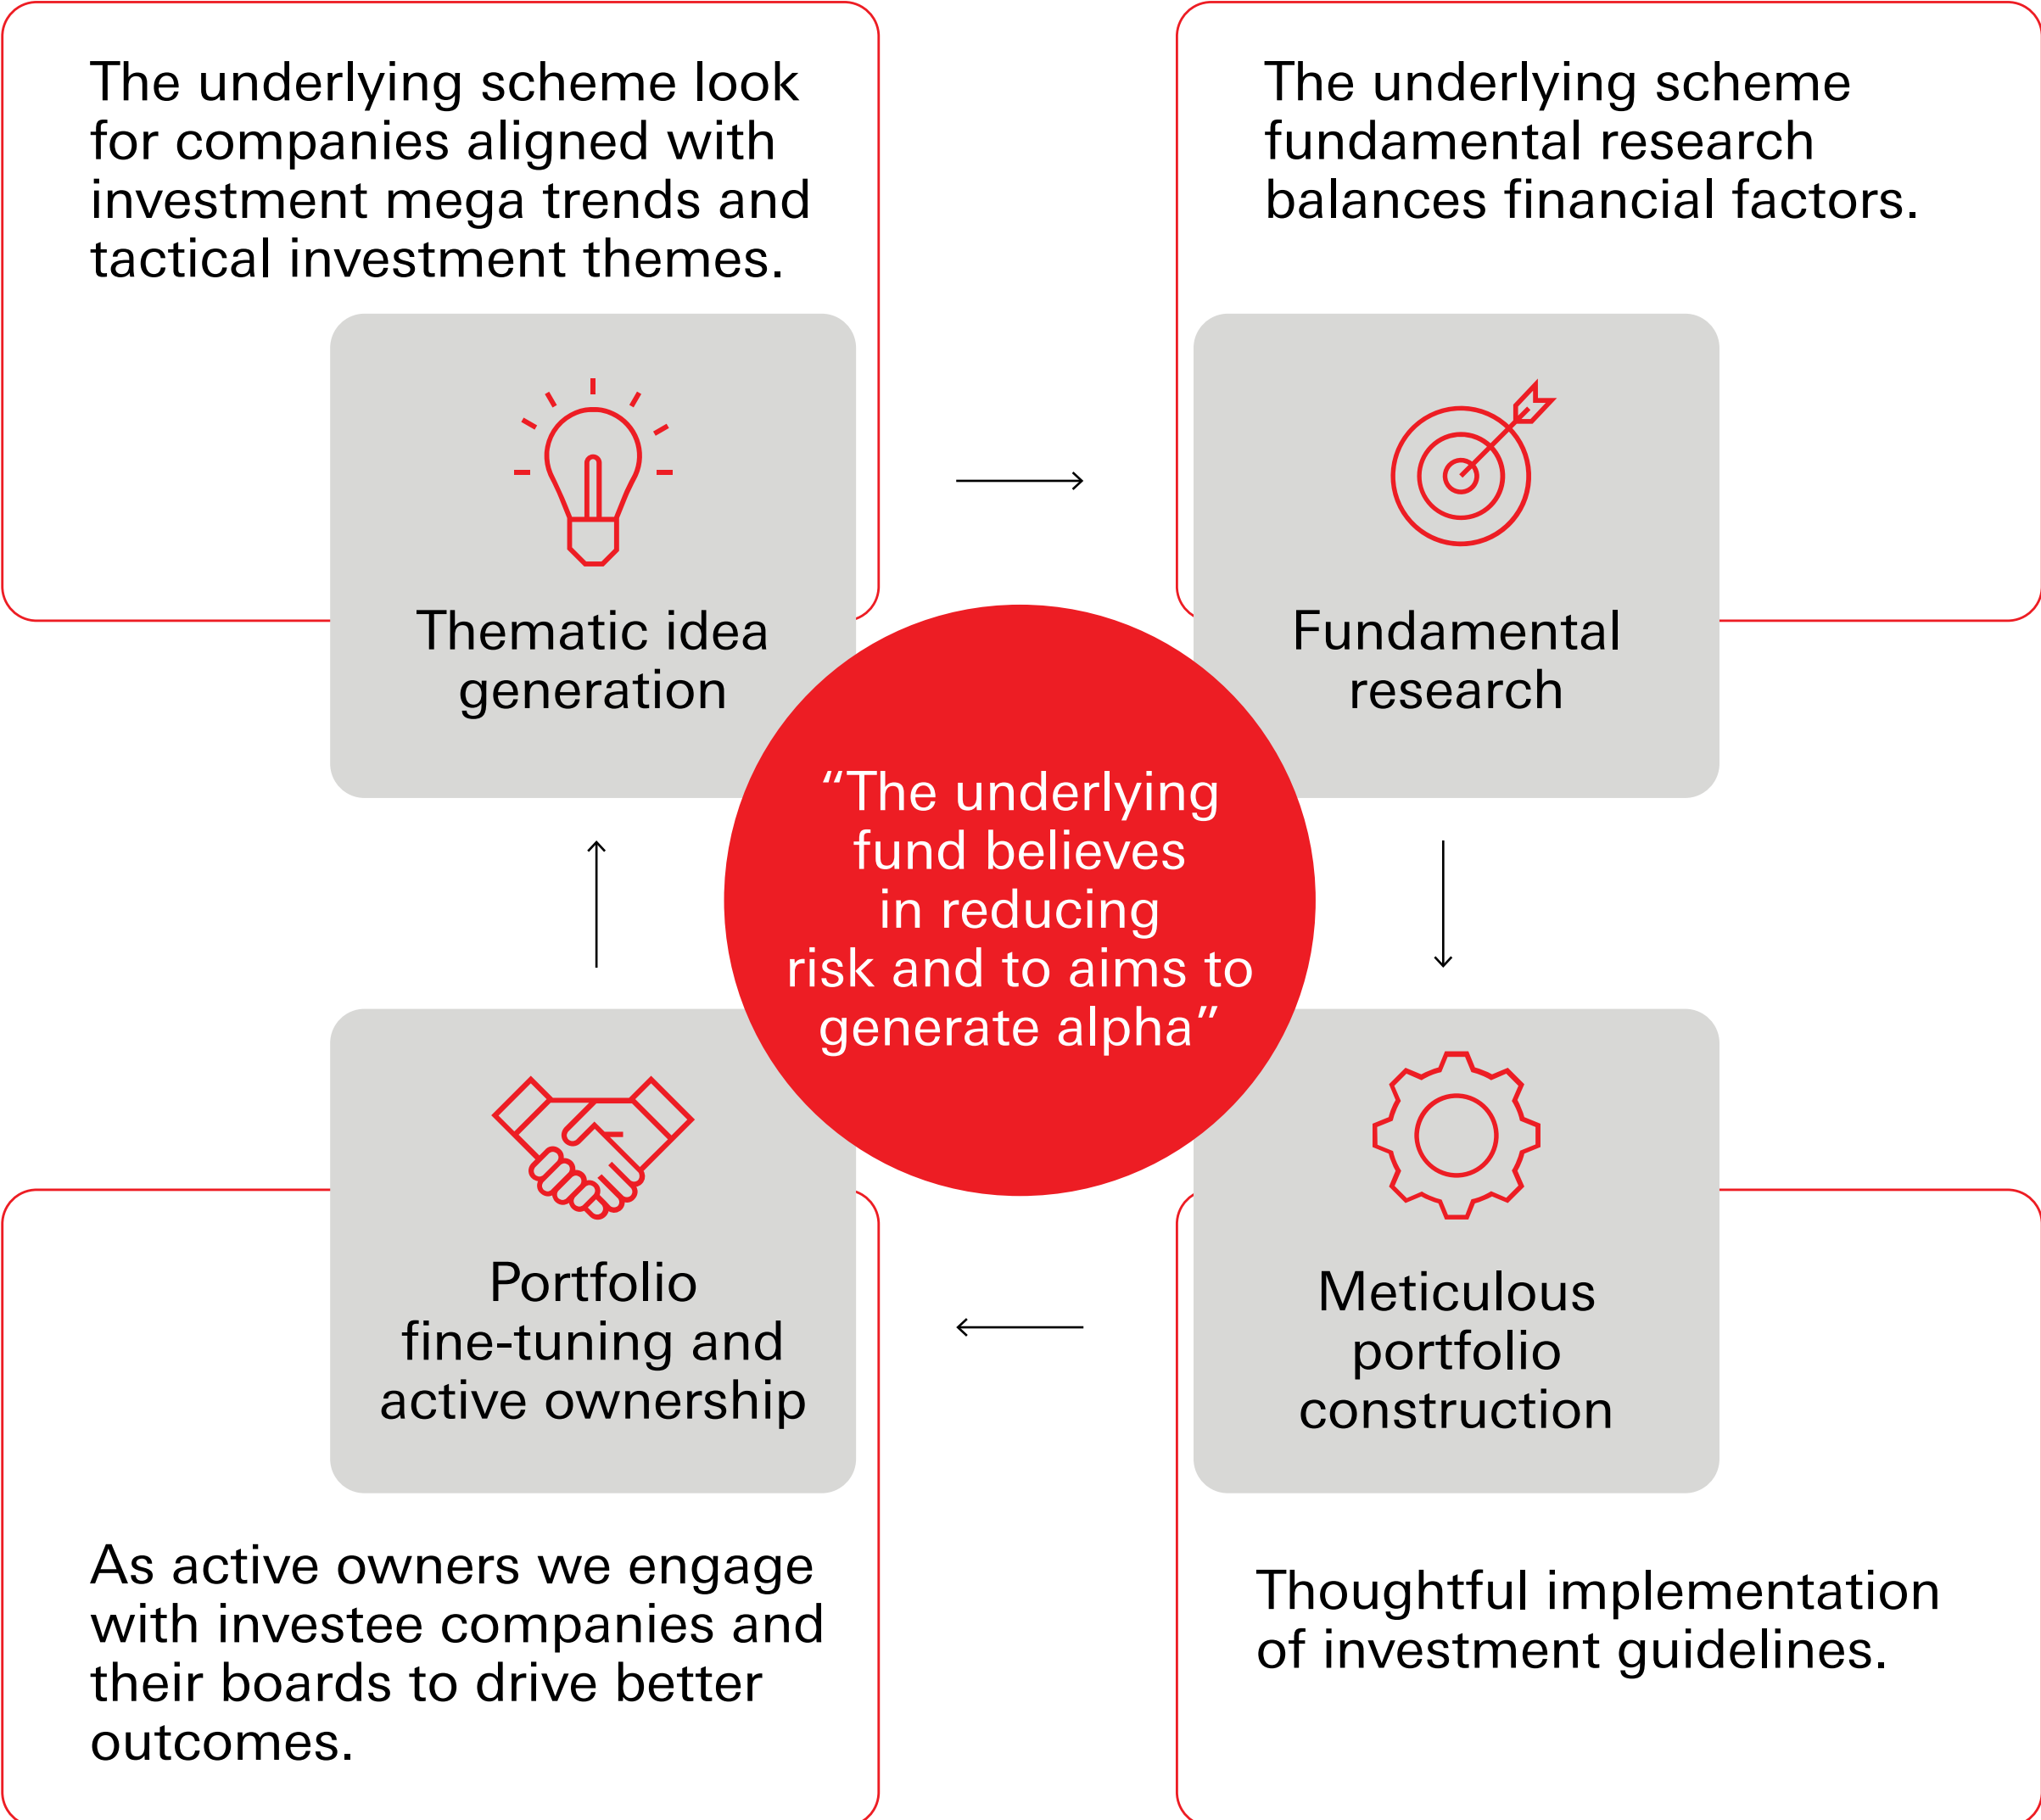 The underlying scheme look
for companies aligned with
investment mega trends and
tactical investment themes.
Thematic idea
generation
The underlying scheme
fundamental research
balances financial factors.
Fundamental
research
“The underlying
fund believes
in reducing
risk and to aims to
generate alpha”
Portfolio
fine-tuning and
active ownership
As active owners we engage
with investee companies and
their boards to drive better
outcomes.
Meticulous
portfolio
construction
Thoughtful implementation
of investment guidelines.